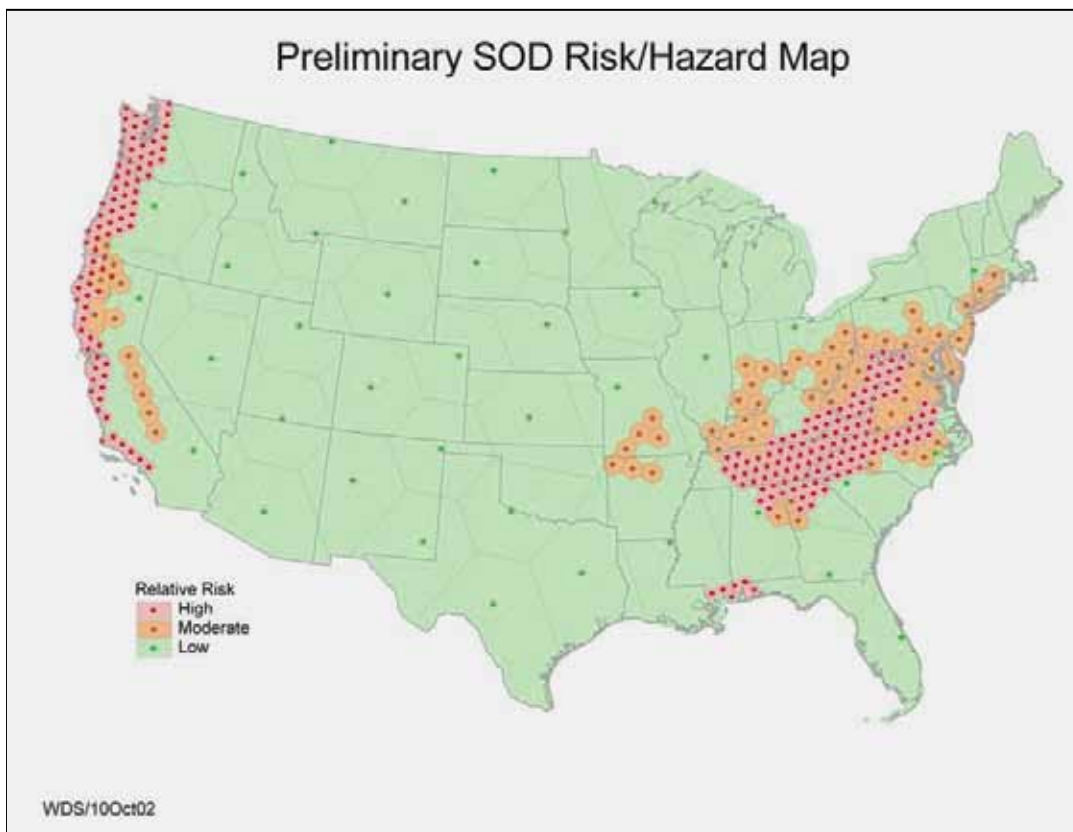 Preliminary SOD Risk/Hazard Map
Relative Risk
High
Moderate
Low
WDS/10Oct02